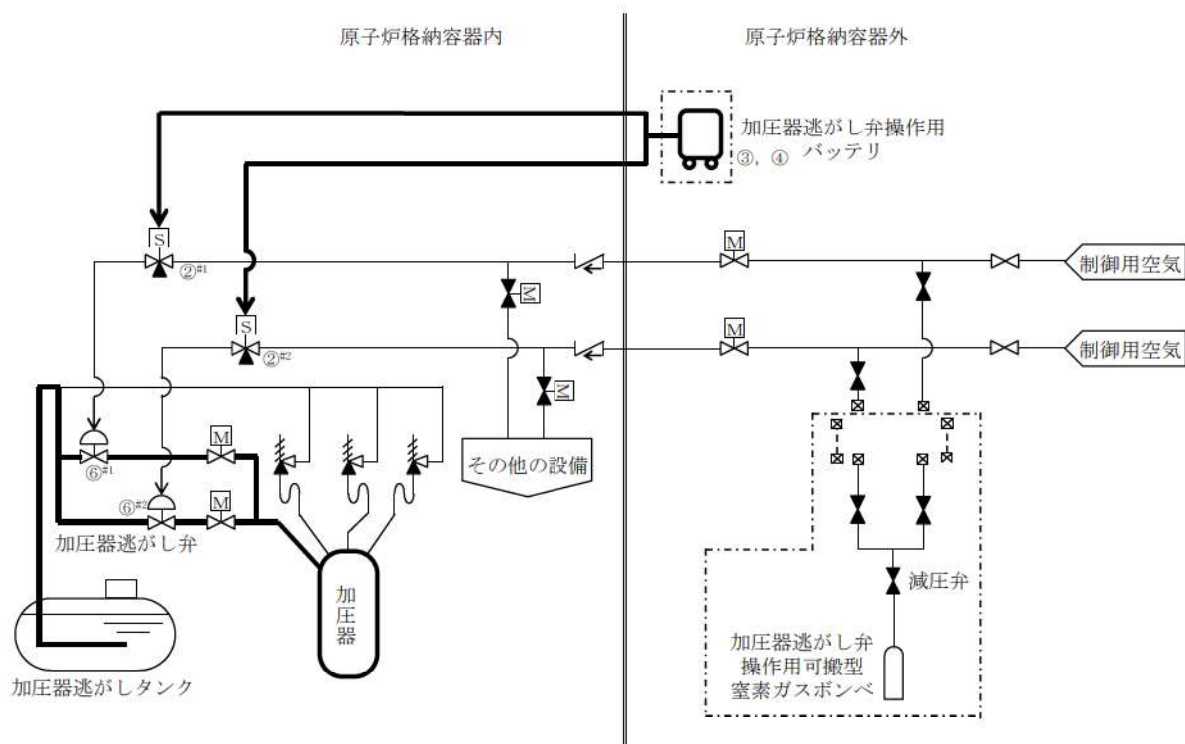 原子炉格納容器内
原子炉格納容器外
加圧器逃がし弁操作用
③，④ バッテリ
S
②#1
M
M
制御用空気
S
②#2
M
M
制御用空気
M
⑥#1
その他の設備
M
⑥#2
加圧器逃がし弁
減圧弁
加圧器
加圧器逃がし弁
操作用可搬型
窒素ガスボンベ
加圧器逃がしタンク